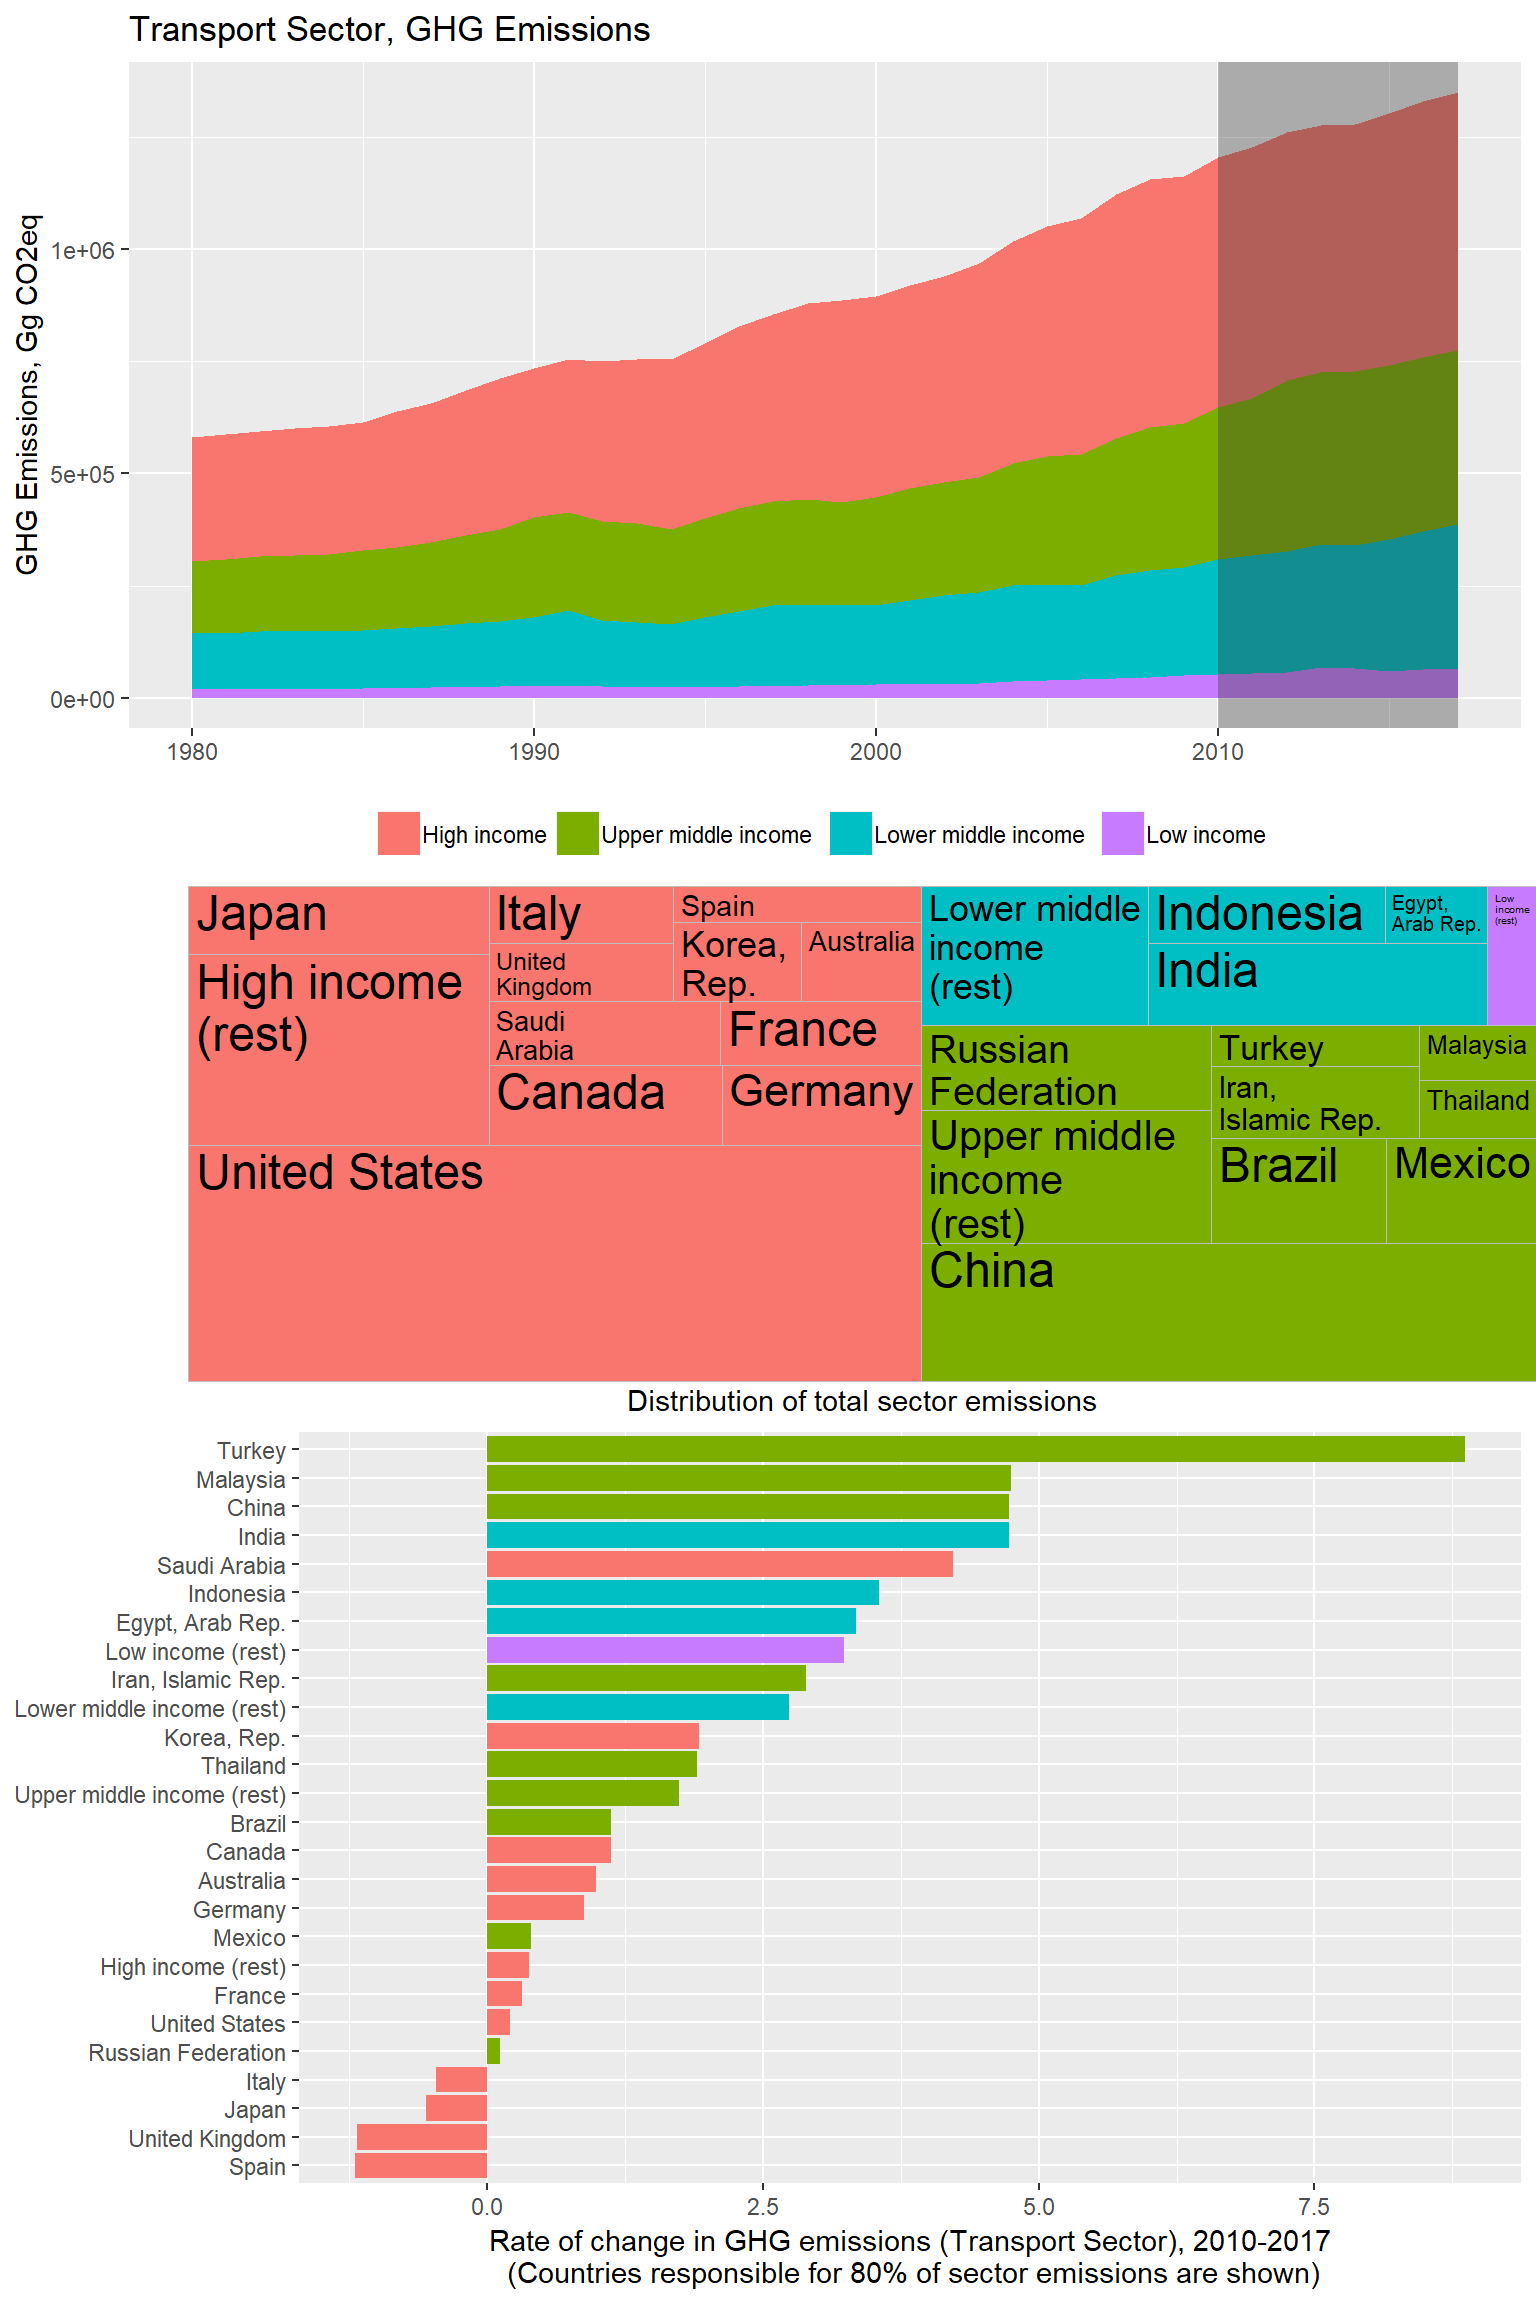 Transport Sector, GHG Emissions
GHG Emissions, Gg CO2eq
1e+06
5e+05
0e+00
1980
1990
2000
2010
High income
Upper middle income
Lower middle income
Low income
Japan
High income
(rest)
Italy
United
Kingdom
Spain
Korea,
Rep.
Australia
Saudi
Arabia
France
Canada
Germany
United States
Lower middle
income
(rest)
Indonesia
Egypt,
Arab Rep.
Low
income
(rest)
India
Russian
Federation
Turkey
Malaysia
Iran,
Islamic Rep.
Thailand
Upper middle
income
(rest)
Brazil
Mexico
China
Distribution of total sector emissions
Turkey
Malaysia
China
India
Saudi Arabia
Indonesia
Egypt, Arab Rep.
Low income (rest)
Iran, Islamic Rep.
Lower middle income (rest)
Korea, Rep.
Thailand
Upper middle income (rest)
Brazil
Canada
Australia
Germany
Mexico
High income (rest)
France
United States
Russian Federation
Italy
Japan
United Kingdom
Spain
0.0
2.5
5.0
7.5
Rate of change in GHG emissions (Transport Sector), 2010-2017
(Countries responsible for 80% of sector emissions are shown)